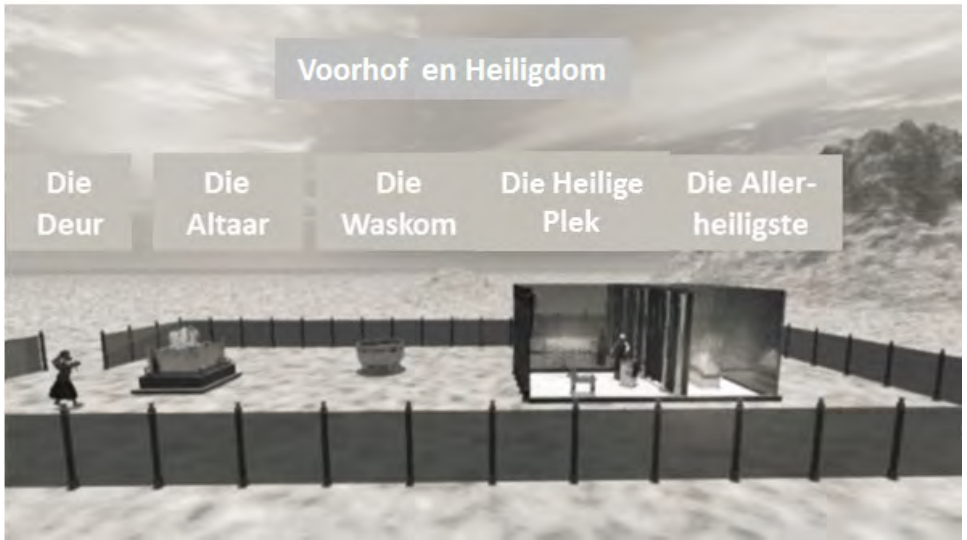 Voorhof en Heiligdom
Die
Deur
Die
Altaar
Die
Waskom
Die Heilige
Plek
Die Aller-
heiligste